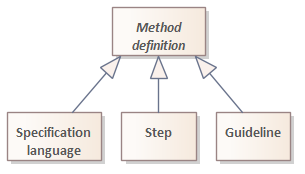 Method
definition
Specification
language
Step
Guideline